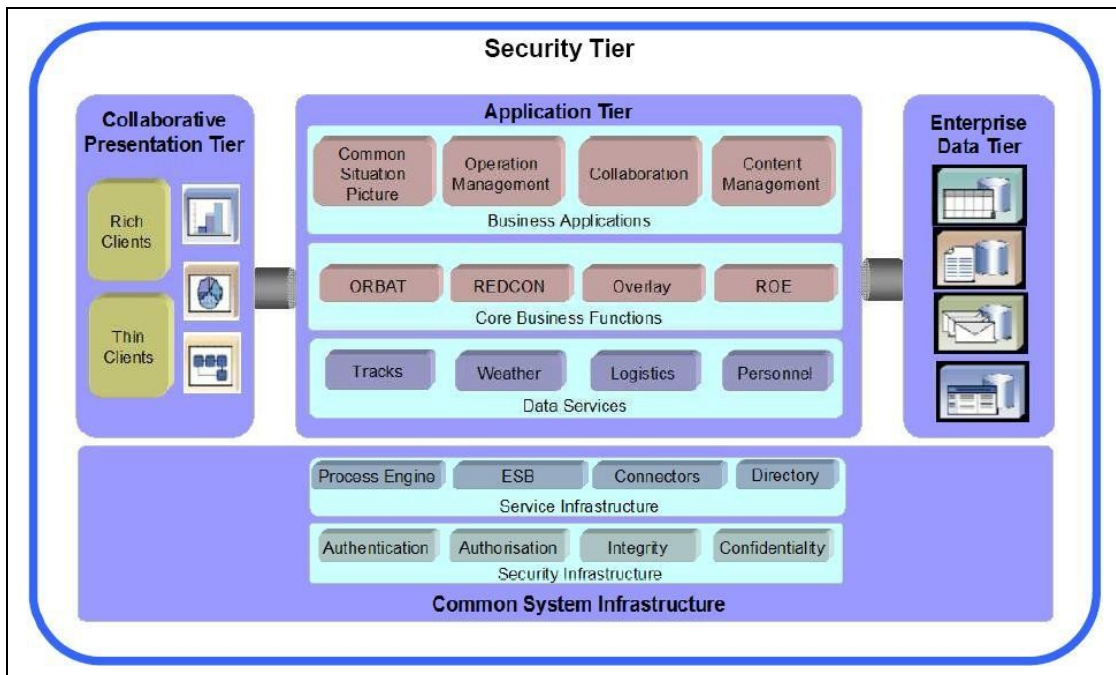 Security Tier
Collaborative
Presentation Tier
Rich
Clients
Thin
Clients
Application Tier
Common
Situation
Picture
Operation
Management
Collaboration
Content
Management
Business Applications
ORBAT
REDCON
Overlay
ROE
Core Business Functions
Tracks
Weather
Logistics
Personnel
Data Services
Enterprise
Data Tier
Process Engine
ESB
Connectors
Directory
Service Infrastructure
Authentication
Authorisation
Integrity
Confidentiality
Security Infrastructure
Common System Infrastructure